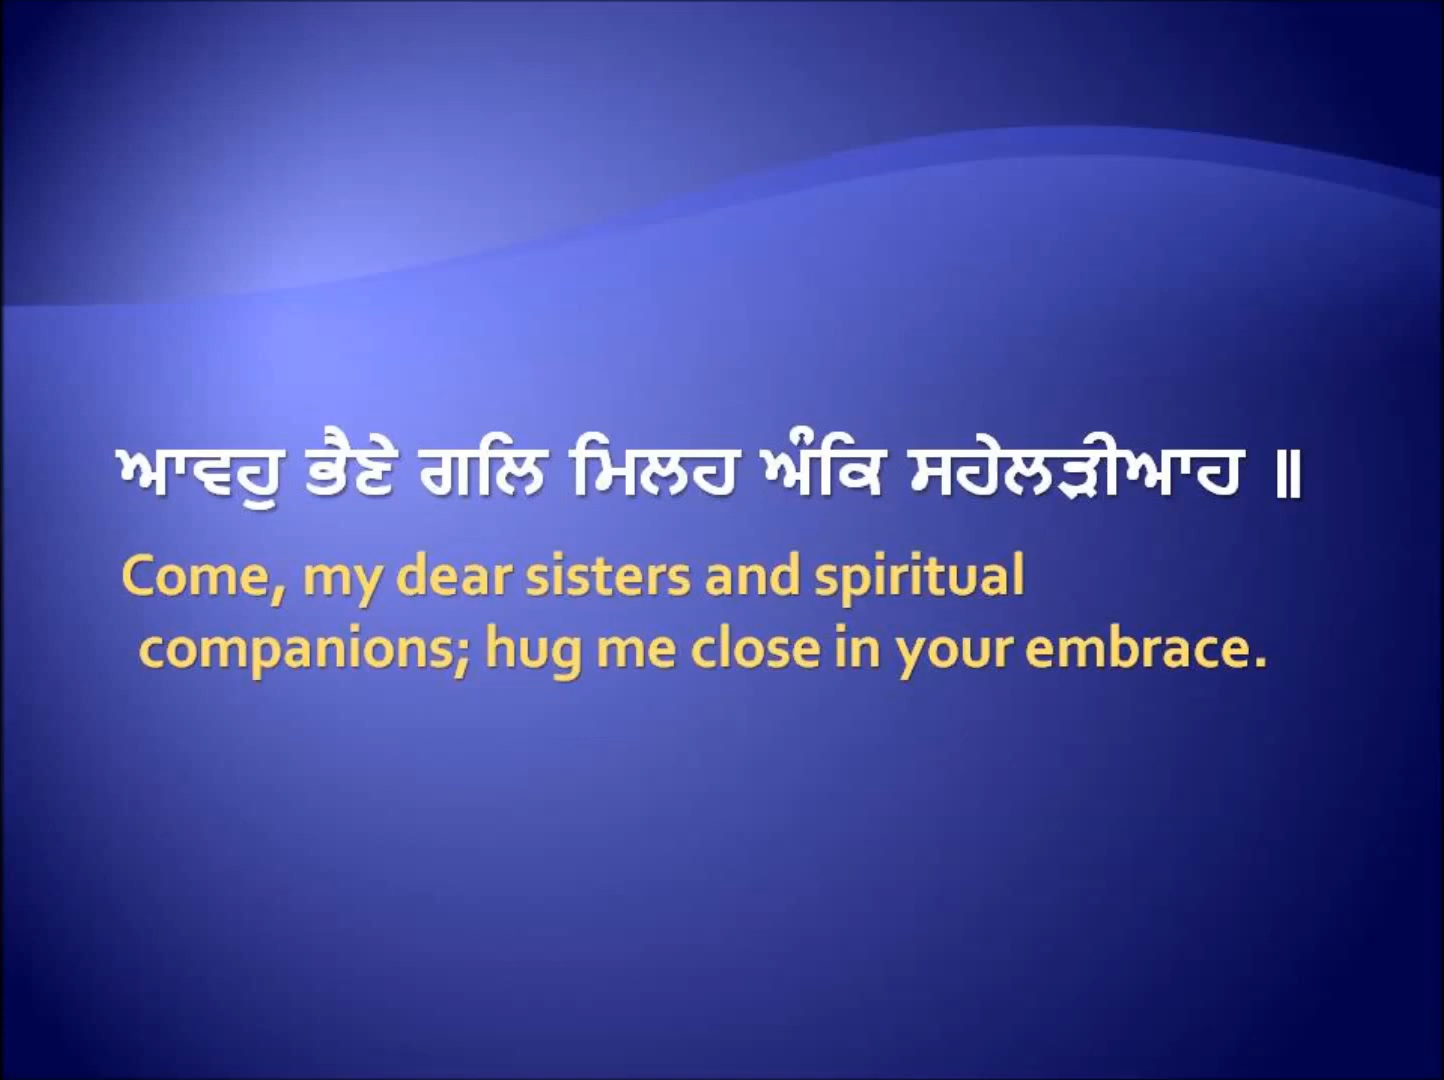 ਆਵਹੁ ਭੈਣੇ ਗਲਿ ਮਿਲਹ ਅੰਕਿ ਸਹੇਲੜੀਆਹ ॥
Come, my dear sisters and spiritual
companions; hug me close in your embrace.